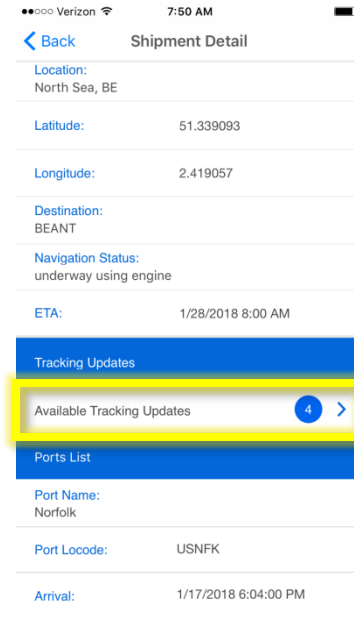 ●●○○○ Verizon 7:50 AM
Back Shipment Detail
Location:
North Sea, BE
Latitude: 51.339093
Longitude: 2.419057
Destination:
BEANT
Navigation Status:
underway using engine
ETA: 1/28/2018 8:00 AM
Tracking Updates
Available Tracking Updates 4
Ports List
Port Name:
Norfolk
Port Locode: USNFK
Arrival: 1/17/2018 6:04:00 PM